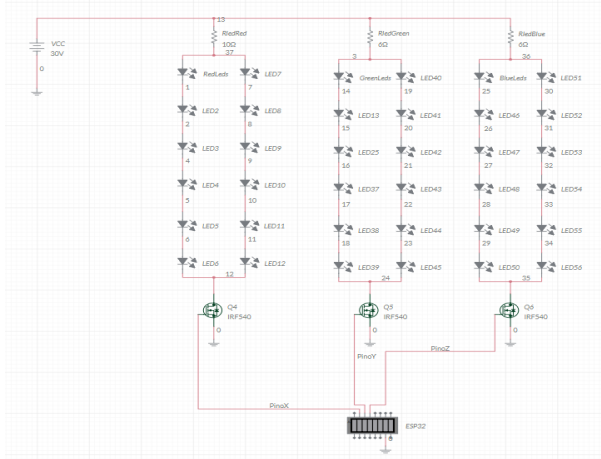 13
VCC
30V
0
RledRed
10Ω
37
RledGreen
6Ω
3
RledBlue
6Ω
36
RedLeds
LED7
GreenLeds
LED40
BlueLeds
LED51
1
7
14
19
25
30
LED2
LED8
LED13
LED41
LED46
LED52
2
8
15
20
26
31
LED3
LED9
LED25
LED42
LED47
LED53
4
9
16
21
27
32
LED4
LED10
LED37
LED43
LED48
LED54
5
10
17
22
28
33
LED5
LED11
LED38
LED44
LED49
LED55
6
11
18
23
29
34
LED6
LED12
LED39
LED45
LED50
LED56
12
24
35
Q4
IRF540
0
Q5
IRF540
0
Q6
IRF540
0
PinoY
PinoZ
PinoX
ESP32